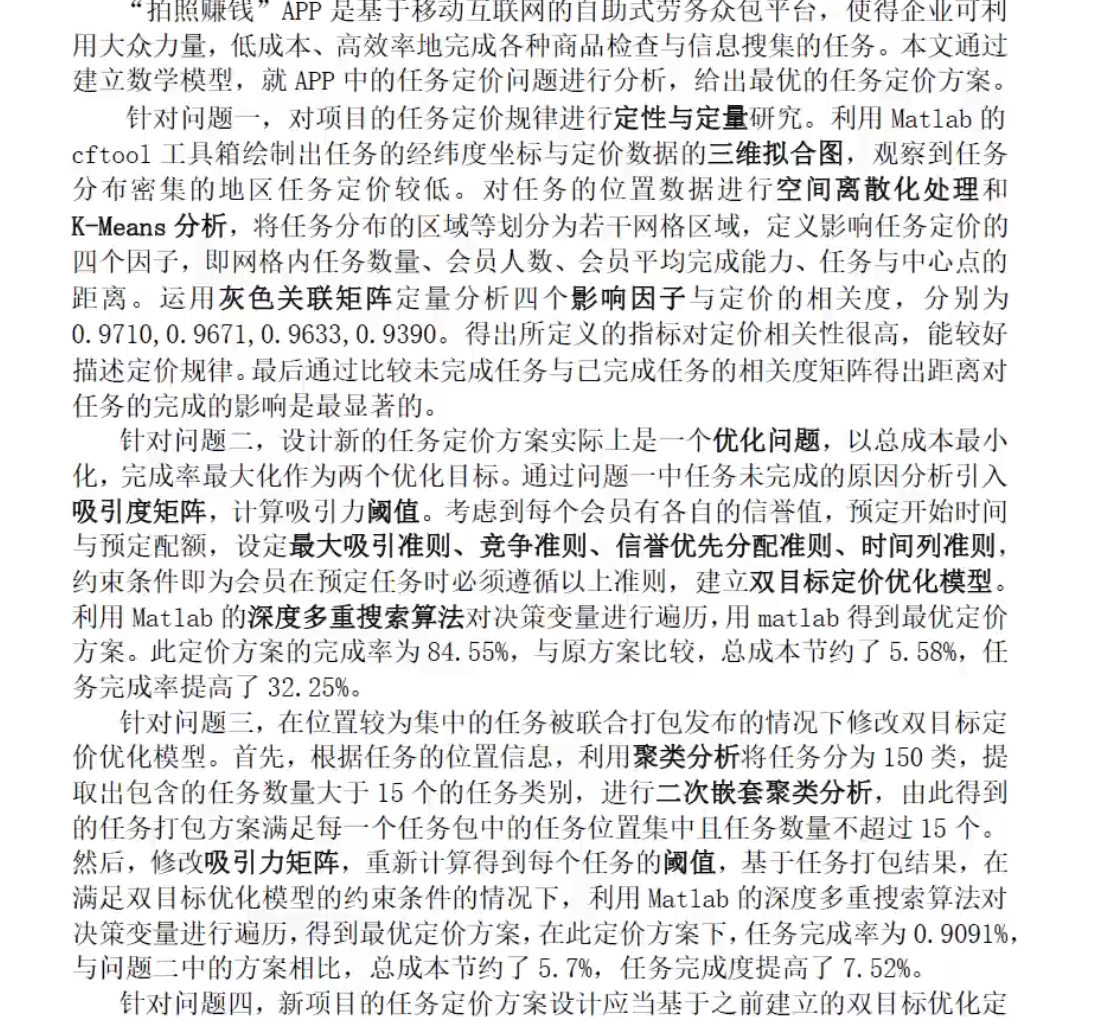 “拍照赚钱”APP 是基于移动互联网的自助式劳务众包平台，使得企业可利
用大众力量，低成本、高效率地完成各种商品检查与信息搜集的任务。本文通过
建立数学模型，就 APP 中的任务定价问题进行分析，给出最优的任务定价方案。
针对问题一，对项目的任务定价规律进行定性与定量研究。利用 Matlab 的
cftool 工具箱绘制出任务的经纬度坐标与定价数据的三维拟合图，观察到任务
分布密集的地区任务定价较低。对任务的位置数据进行空间离散化处理和
K-Means 分析，将任务分布的区域等划分为若干网格区域，定义影响任务定价的
四个因子，即网格内任务数量、会员人数、会员平均完成能力、任务与中心点的
距离。运用灰色关联矩阵定量分析四个影响因子与定价的相关度，分别为
0.9710,0.9671,0.9633,0.9390。得出所定义的指标对定价相关性很高，能较好
描述定价规律。最后通过比较未完成任务与已完成任务的相关度矩阵得出距离对
任务的完成的影响是最显著的。
针对问题二，设计新的任务定价方案实际上是一个优化问题，以总成本最小
化，完成率最大化作为两个优化目标。通过问题一中任务未完成的原因分析引入
吸引度矩阵，计算吸引力阈值。考虑到每个会员有各自的信誉值，预定开始时间
与预定配额，设定最大吸引准则、竞争准则、信誉优先分配准则、时间列准则，
约束条件即为会员在预定任务时必须遵循以上准则，建立双目标定价优化模型。
利用 Matlab 的深度多重搜索算法对决策变量进行遍历，用 matlab 得到最优定价
方案。此定价方案的完成率为 84.55%，与原方案比较，总成本节约了 5.58%，任
务完成率提高了 32.25%。
针对问题三，在位置较为集中的任务被联合打包发布的情况下修改双目标定
价优化模型。首先，根据任务的位置信息，利用聚类分析将任务分为 150 类，提
取出包含的任务数量大于 15 个的任务类别，进行二次嵌套聚类分析，由此得到
的任务打包方案满足每一个任务包中的任务位置集中且任务数量不超过 15 个。
然后，修改吸引力矩阵，重新计算得到每个任务的阈值，基于任务打包结果，在
满足双目标优化模型的约束条件的情况下，利用 Matlab 的深度多重搜索算法对
决策变量进行遍历，得到最优定价方案，在此定价方案下，任务完成率为 0.9091%，
与问题二中的方案相比，总成本节约了 5.7%，任务完成度提高了 7.52%。
针对问题四，新项目的任务定价方案设计应当基于之前建立的双目标优化定